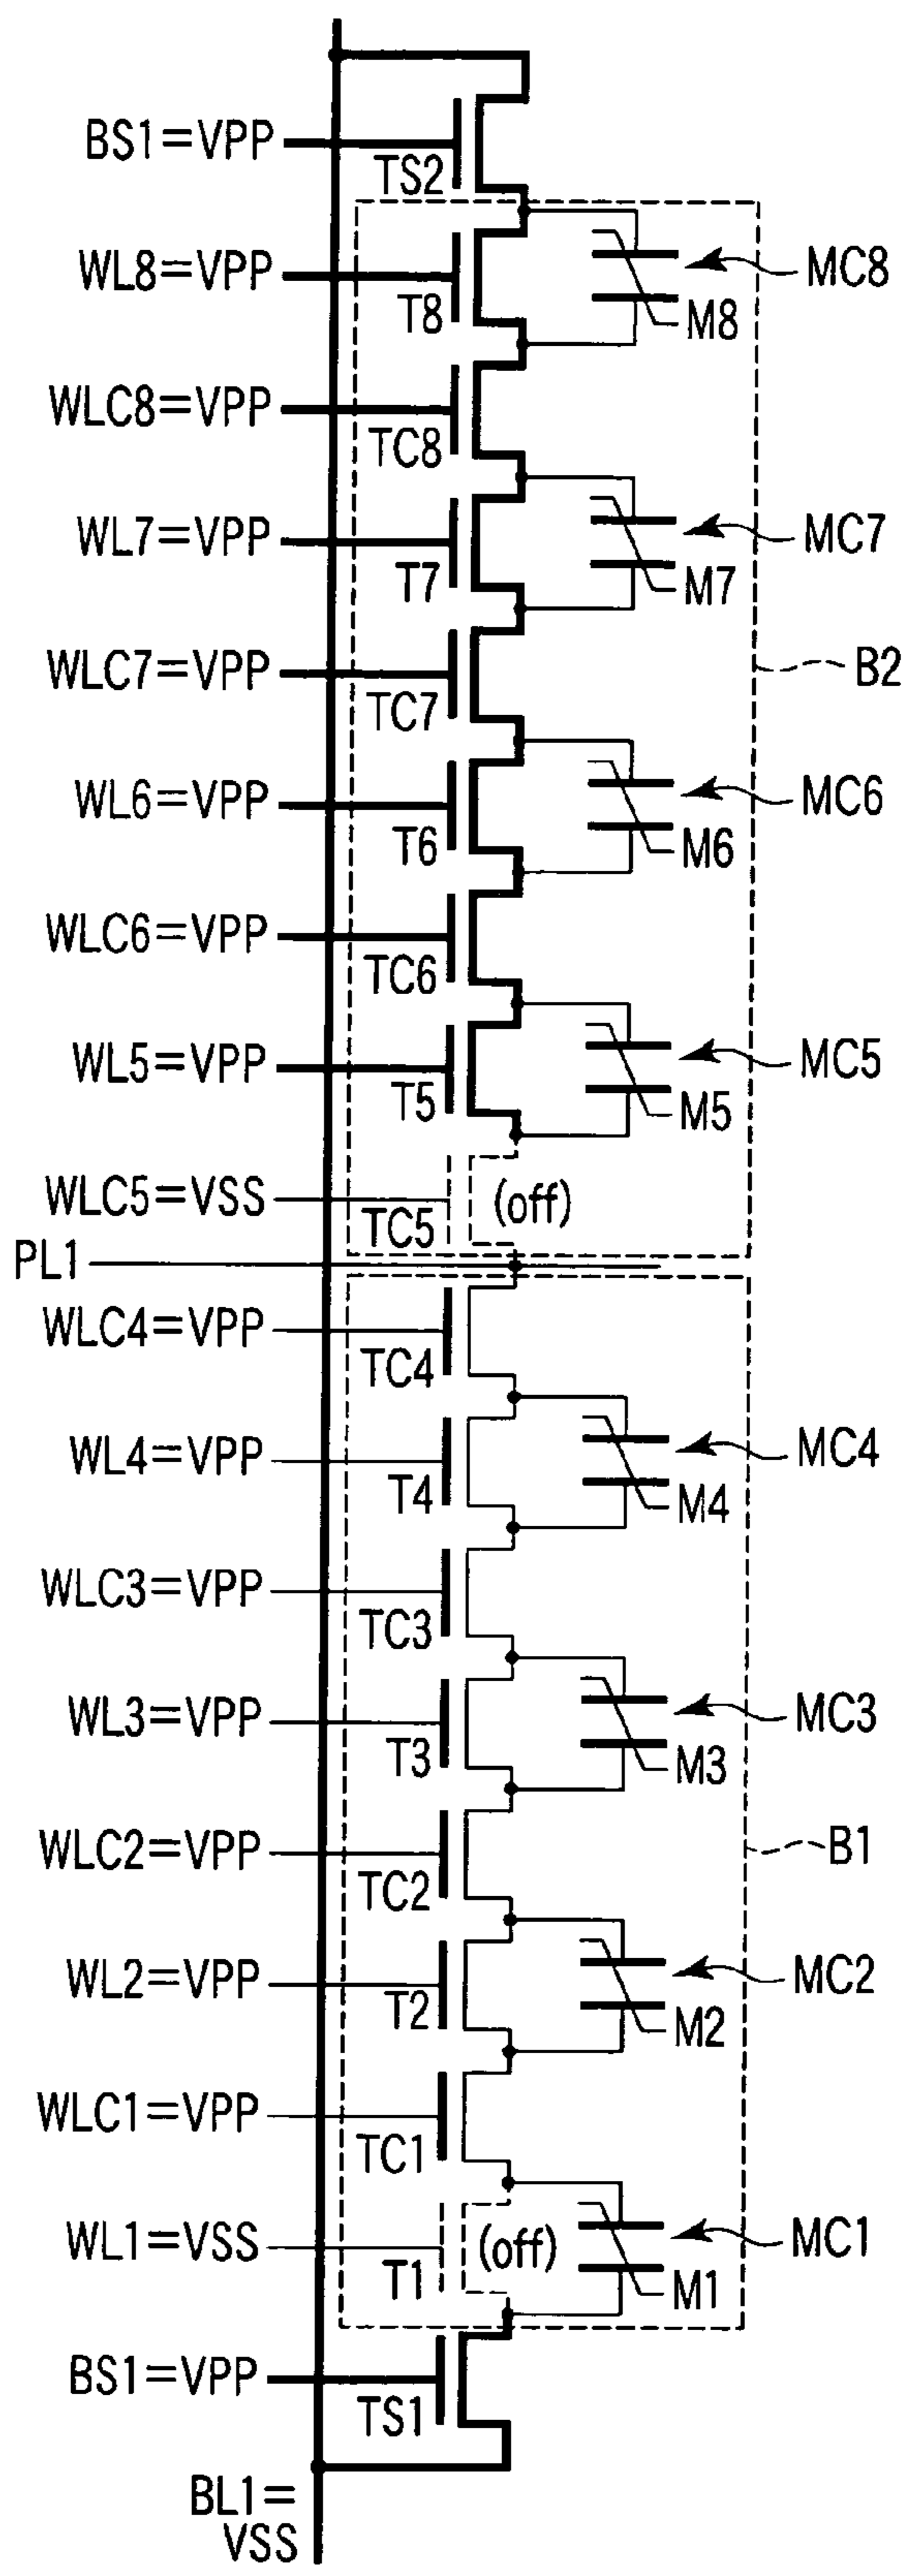 BS1=VPP
TS2
WL8=VPP
T8
M8
MC8
WLC8=VPP
TC8
WL7=VPP
T7
M7
MC7
WLC7=VPP
TC7
B2
WL6=VPP
T6
M6
MC6
WLC6=VPP
TC6
WL5=VPP
T5
M5
MC5
WLC5=VSS
TC5
(off)
PL1
WLC4=VPP
TC4
WL4=VPP
T4
M4
MC4
WLC3=VPP
TC3
WL3=VPP
T3
M3
MC3
WLC2=VPP
TC2
B1
WL2=VPP
T2
M2
MC2
WLC1=VPP
TC1
WL1=VSS
T1
(off)
M1
MC1
BS1=VPP
TS1
BL1=
VSS